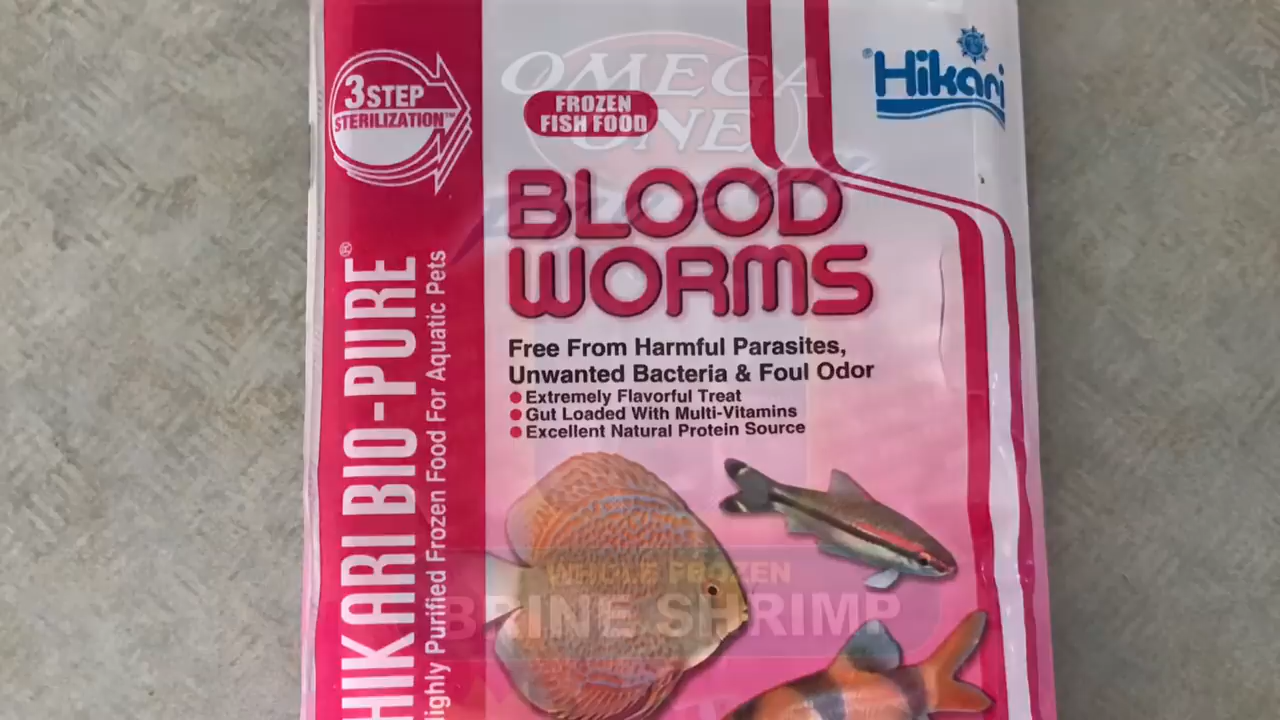 3 STEP
STERILIZATION™
HIKARI BIO-PURE®
Highly Purified Frozen Food For Aquatic Pets
OMEGA
ONE
FROZEN
FISH FOOD
® Hikari
BLOOD
WORMS
Free From Harmful Parasites,
Unwanted Bacteria & Foul Odor
Extremely Flavorful Treat
Gut Loaded With Multi-Vitamins
Excellent Natural Protein Source
WHOLE FROZEN
BRINE SHRIMP